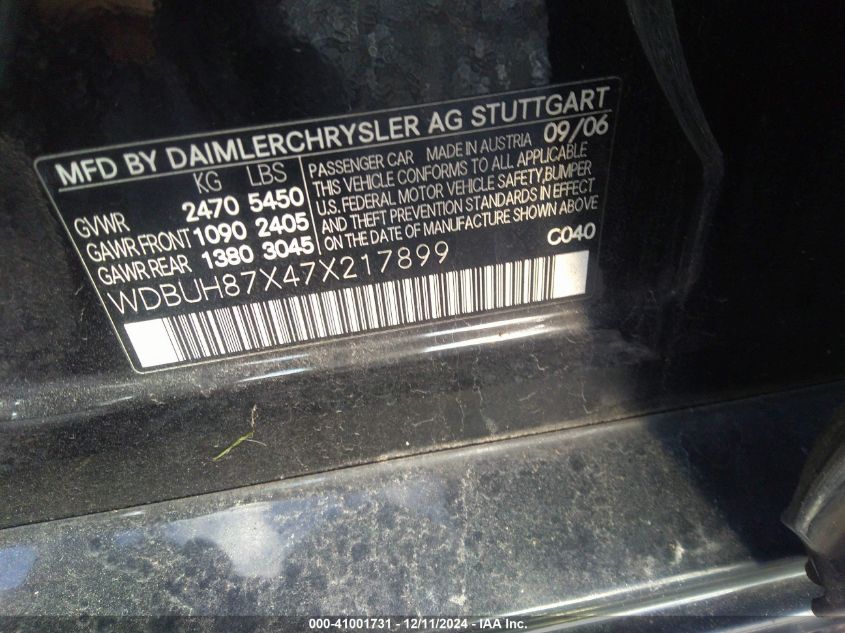 MFD BY DAIMLERCHRYSLER AG STUTTGART
KG LBS
GVWR 2470 5450
GAWR FRONT 1090 2405
GAWR REAR 1380 3045
PASSENGER CAR MADE IN AUSTRIA 09/06
THIS VEHICLE CONFORMS TO ALL APPLICABLE
U.S. FEDERAL MOTOR VEHICLE SAFETY, BUMPER
AND THEFT PREVENTION STANDARDS IN EFFECT
ON THE DATE OF MANUFACTURE SHOWN ABOVE
WDBUH87X47X217899 C040
000-41001731 - 12/11/2024 - IAA Inc.